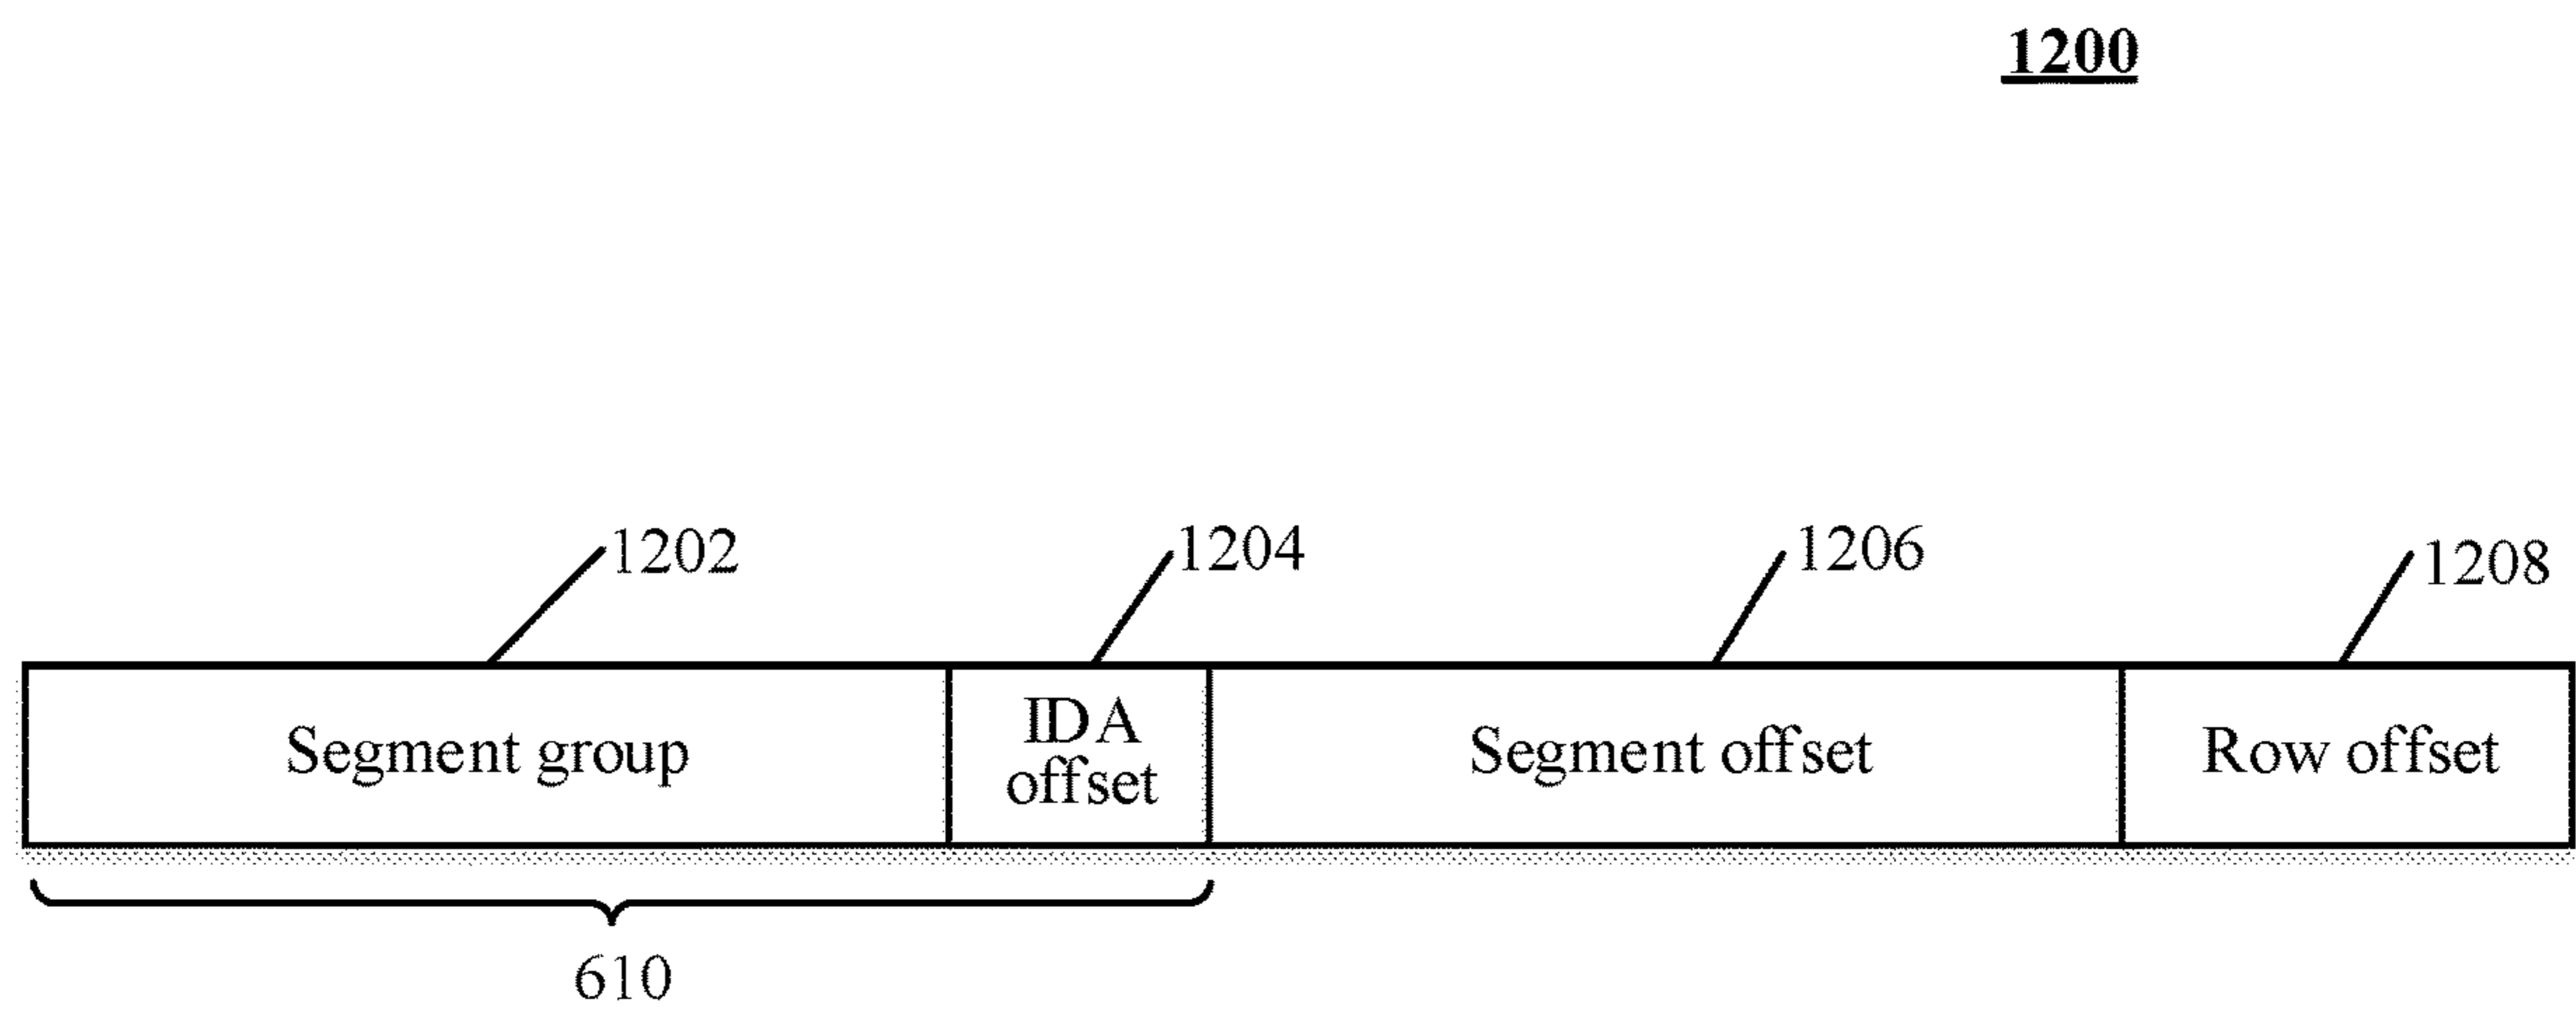 1200
1202
1204
1206
1208
Segment group
IDA
offset
Segment offset
Row offset
610